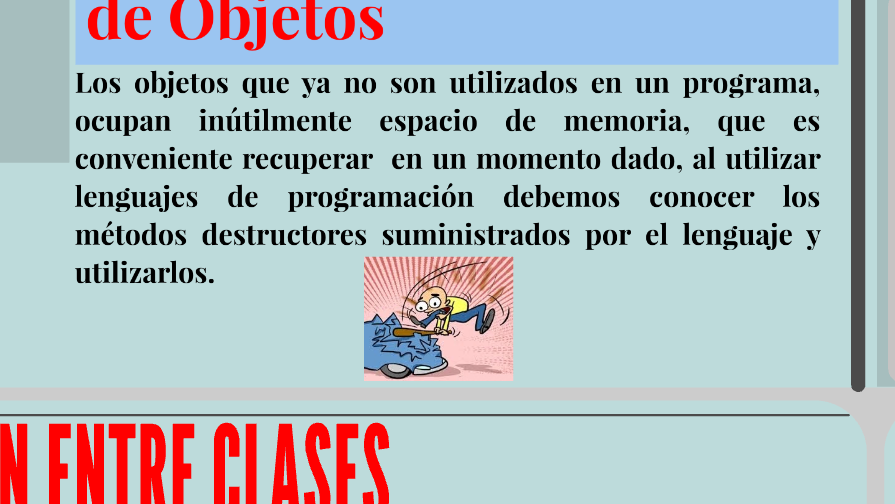 de Objetos
Los objetos que ya no son utilizados en un programa,
ocupan inútilmente espacio de memoria, que es
conveniente recuperar  en un momento dado, al utilizar
lenguajes de programación debemos conocer los
métodos destructores suministrados por el lenguaje y
utilizarlos.
N ENTRE CLASES